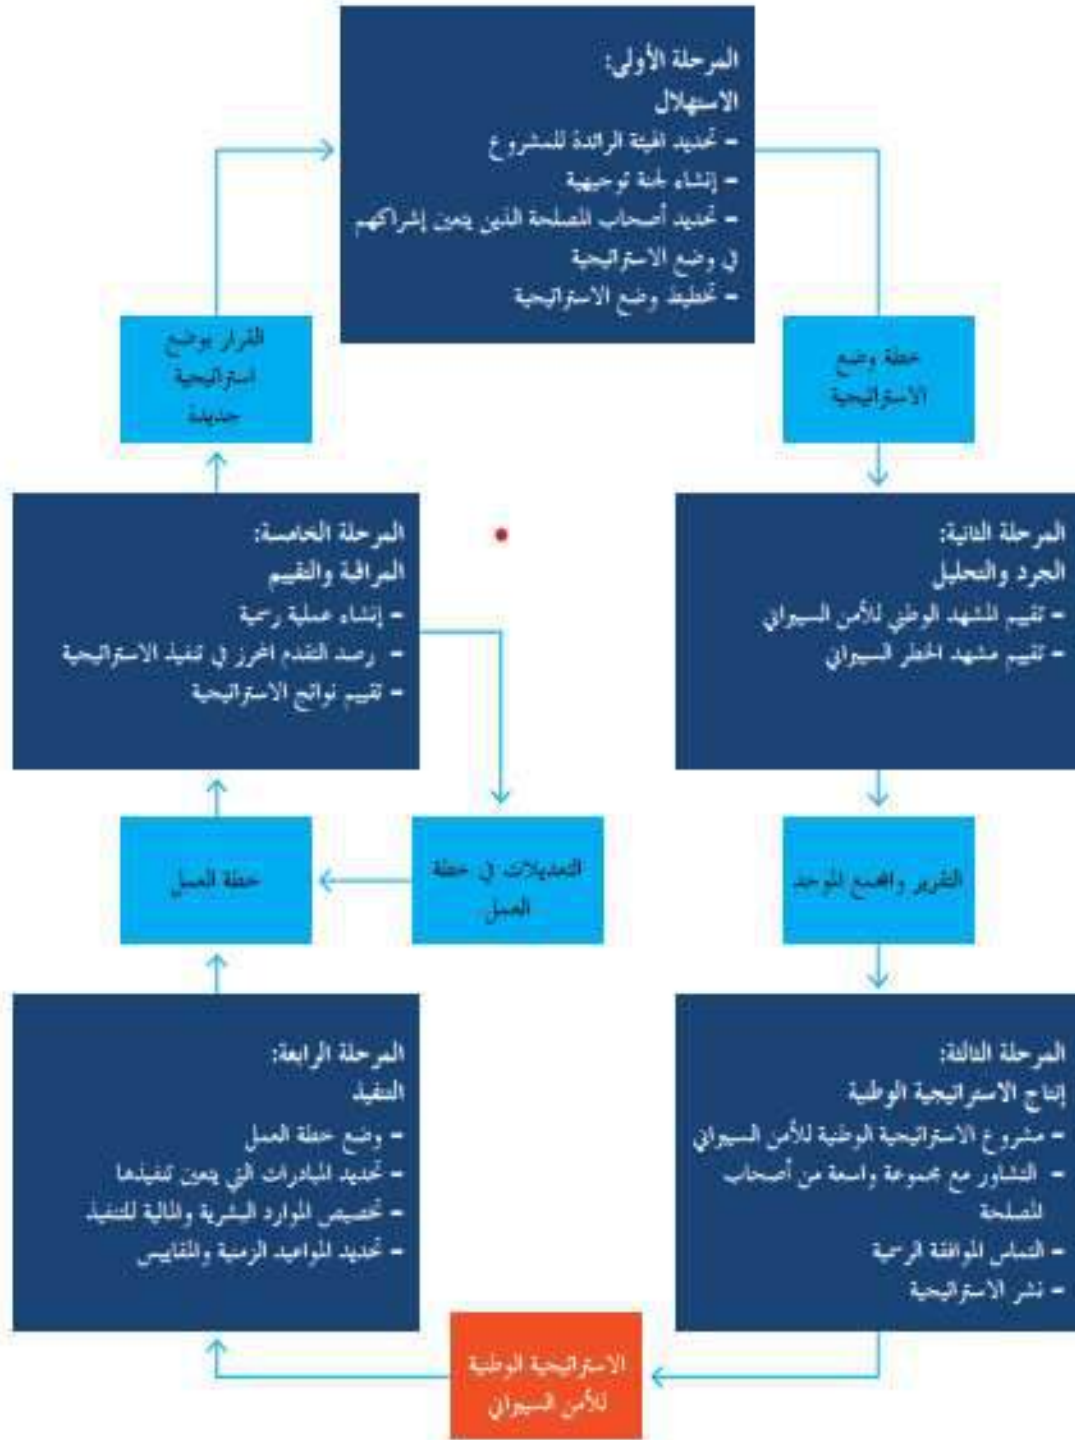 المرحلة الأولى:
الاستهلال
– تحديد الهيئة الرائدة للمشروع
– إنشاء لجنة توجيهية
– تحديد أصحاب المصلحة الذين يتعين إشراكهم
في وضع الاستراتيجية
– تخطيط وضع الاستراتيجية
خطة وضع
الاستراتيجية
المرحلة الثانية:
الجرد والتحليل
– تقييم المشهد الوطني للأمن السيبراني
– تقييم مشهد الخطر السيبراني
التقرير والمجمع الموحد
المرحلة الثالثة:
إنتاج الاستراتيجية الوطنية
– مشروع الاستراتيجية الوطنية للأمن السيبراني
– التشاور مع مجموعة واسعة من أصحاب
المصلحة
– التماس الموافقة الرسمية
– نشر الاستراتيجية
الاستراتيجية الوطنية
للأمن السيبراني
المرحلة الرابعة:
التنفيذ
– وضع خطة العمل
– تحديد المبادرات التي يتعين تنفيذها
– تخصيص الموارد البشرية والمالية للتنفيذ
– تحديد المواعيد الزمنية والمقاييس
خطة العمل
التعديلات في خطة
العمل
المرحلة الخامسة:
المراقبة والتقييم
– إنشاء عملية رسمية
– رصد التقدم المحرز في تنفيذ الاستراتيجية
– تقييم نواتج الاستراتيجية
القرار بوضع
استراتيجية
جديدة